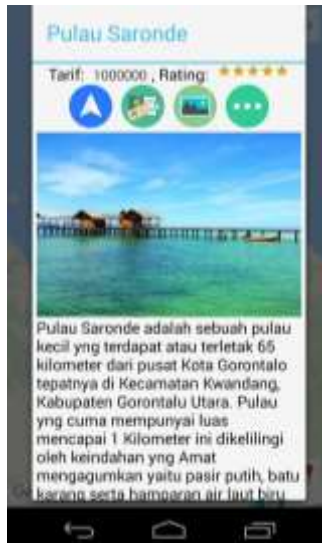 Pulau Saronde
Tarif: 1000000 , Rating:
Pulau Saronde adalah sebuah pulau
kecil yng terdapat atau terletak 65
kilometer dari pusat Kota Gorontalo
tepatnya di Kecamatan Kwandang,
Kabupaten Gorontalu Utara. Pulau
yng cuma mempunyai luas
mencapai 1 Kilometer ini dikelilingi
oleh keindahan yng Amat
mengagumkan yaitu pasir putih, batu
karang serta hamparan air laut biru